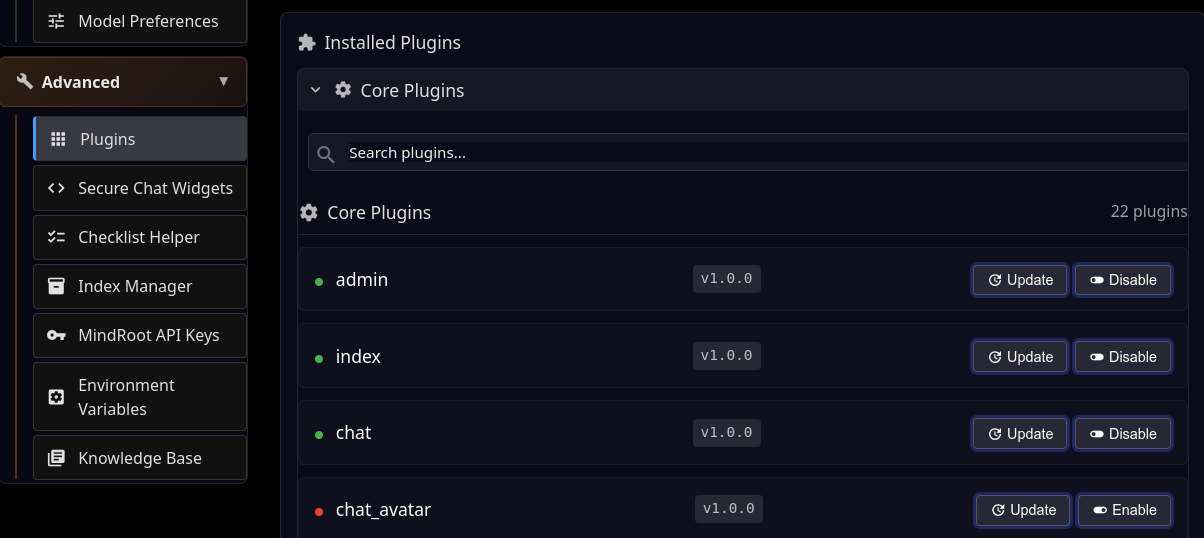 Model Preferences
Advanced ▼
Plugins
Secure Chat Widgets
Checklist Helper
Index Manager
MindRoot API Keys
Environment
Variables
Knowledge Base
Installed Plugins
Core Plugins
Search plugins...
Core Plugins 22 plugins
admin v1.0.0 Update Disable
index v1.0.0 Update Disable
chat v1.0.0 Update Disable
chat_avatar v1.0.0 Update Enable